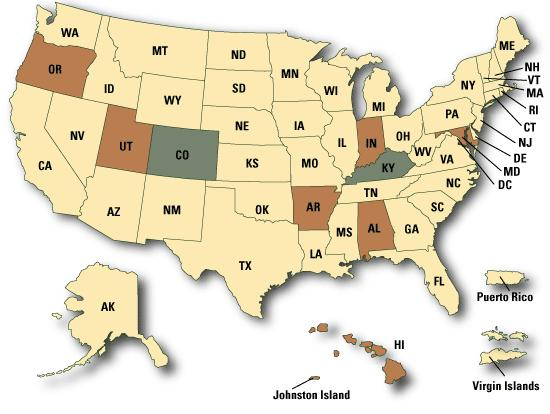 WA
MT
ND
MN
ME
OR
ID
SD
WI
NH
VT
MA
NY
WY
MI
RI
IA
PA
CT
NE
NV
UT
CO
IL
IN
OH
NJ
DE
MD
DC
WV
VA
KY
KS
MO
CA
NC
TN
AZ
NM
OK
AR
SC
MS
AL
GA
TX
LA
FL
AK
Puerto Rico
HI
Johnston Island
Virgin Islands